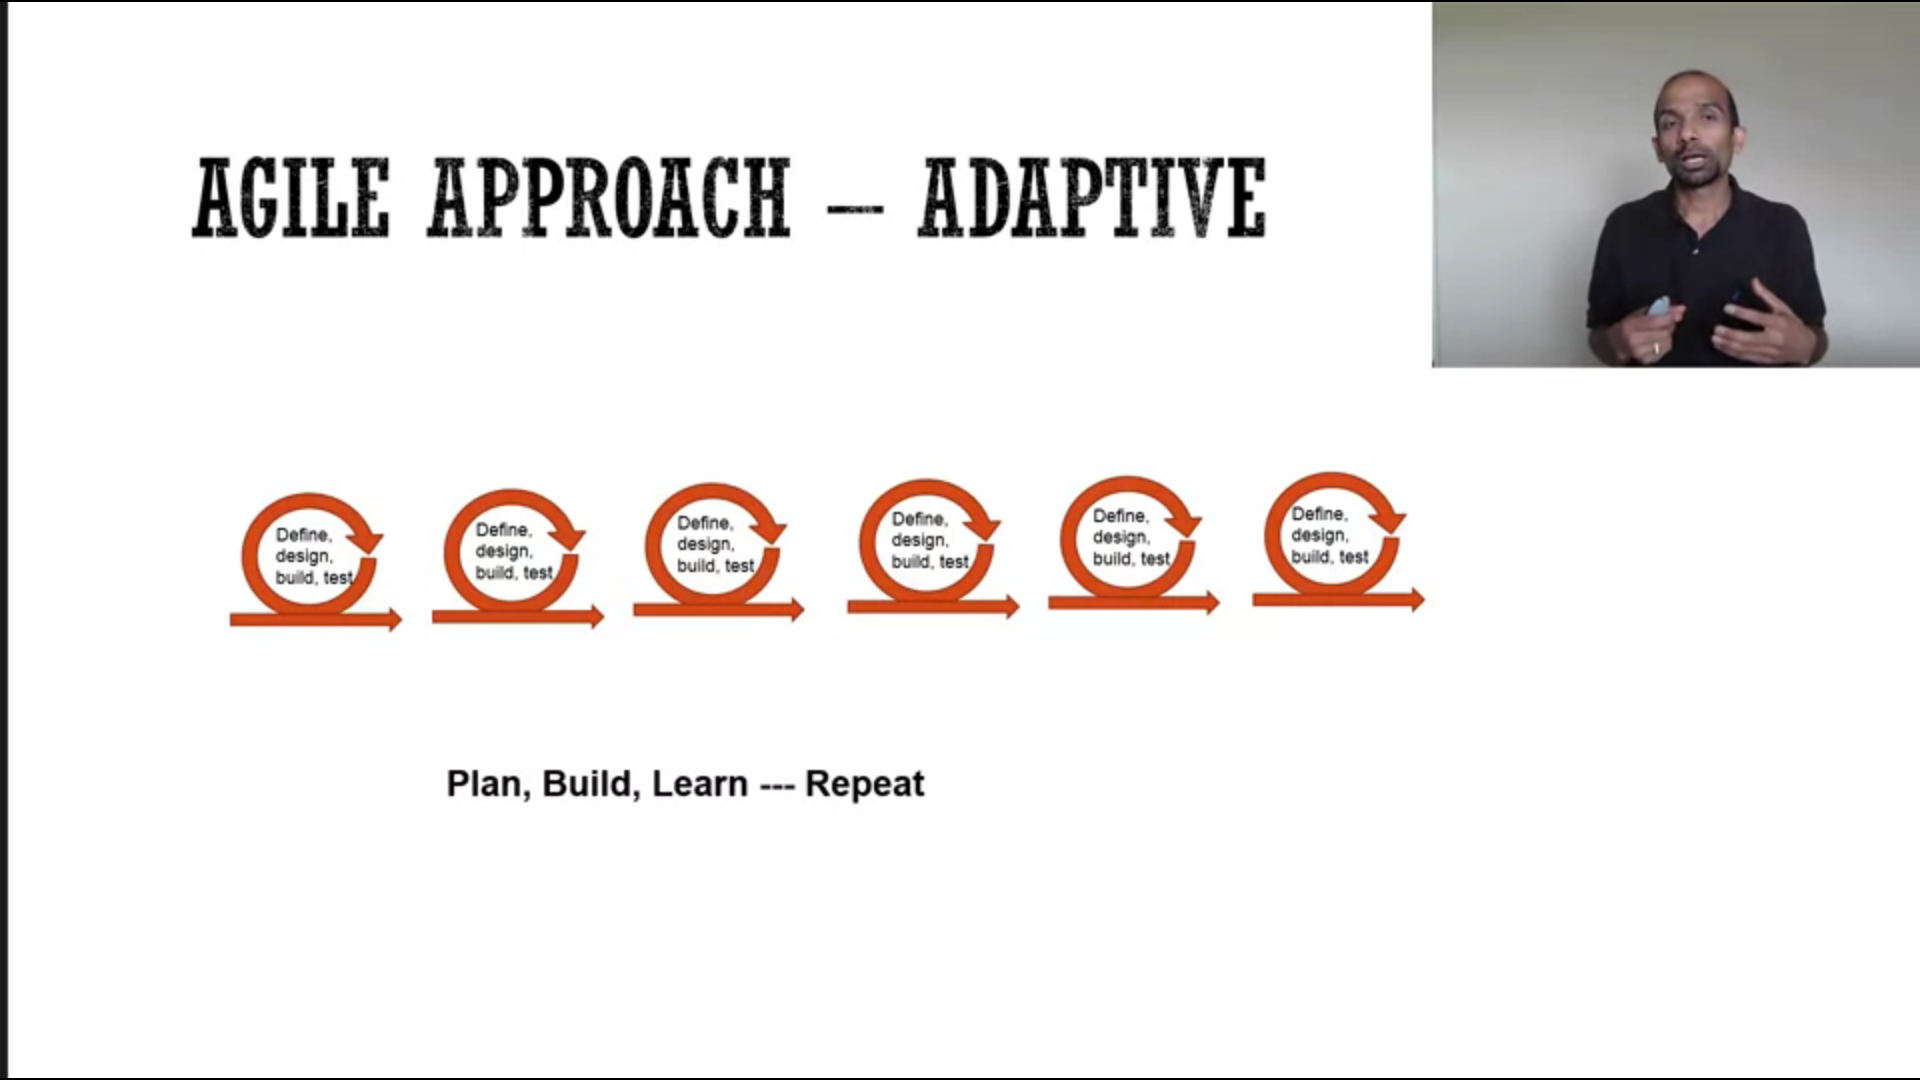 AGILE APPROACH – ADAPTIVE
Define,
design,
build, test
Define,
design,
build, test
Define,
design,
build, test
Define,
design,
build, test
Define,
design,
build, test
Define,
design,
build, test
Plan, Build, Learn --- Repeat